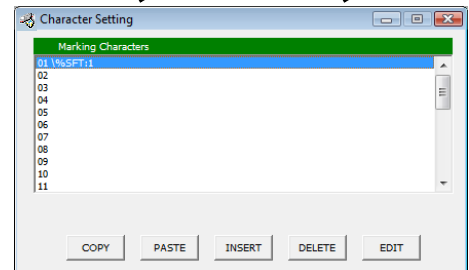 Character Setting
Marking Characters
01 \%SFT:1
02
03
04
05
06
07
08
09
10
11
COPY PASTE INSERT DELETE EDIT